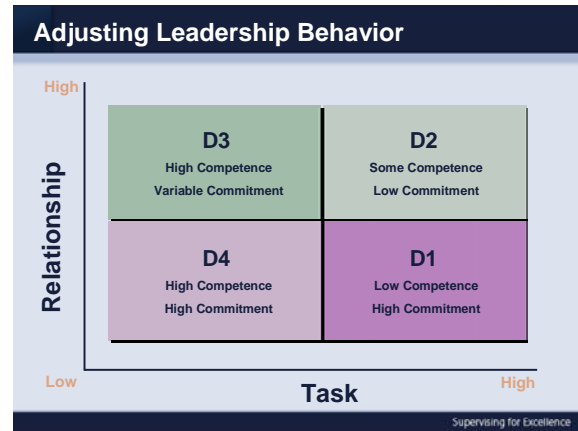 Adjusting Leadership Behavior
High
D3
High Competence
Variable Commitment
D2
Some Competence
Low Commitment
Relationship
D4
High Competence
High Commitment
D1
Low Competence
High Commitment
Low
Task
High
Supervising for Excellence